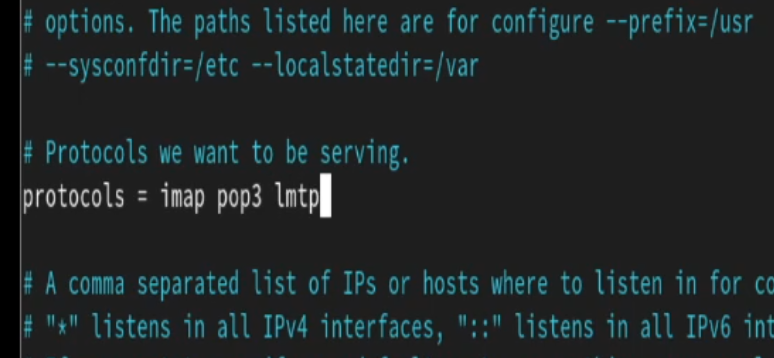 # options. The paths listed here are for configure --prefix=/usr
# --sysconfdir=/etc --localstatedir=/var
# Protocols we want to be serving.
protocols = imap pop3 lmtp
# A comma separated list of IPs or hosts where to listen in for co
# "*" listens in all IPv4 interfaces, "::" listens in all IPv6 int